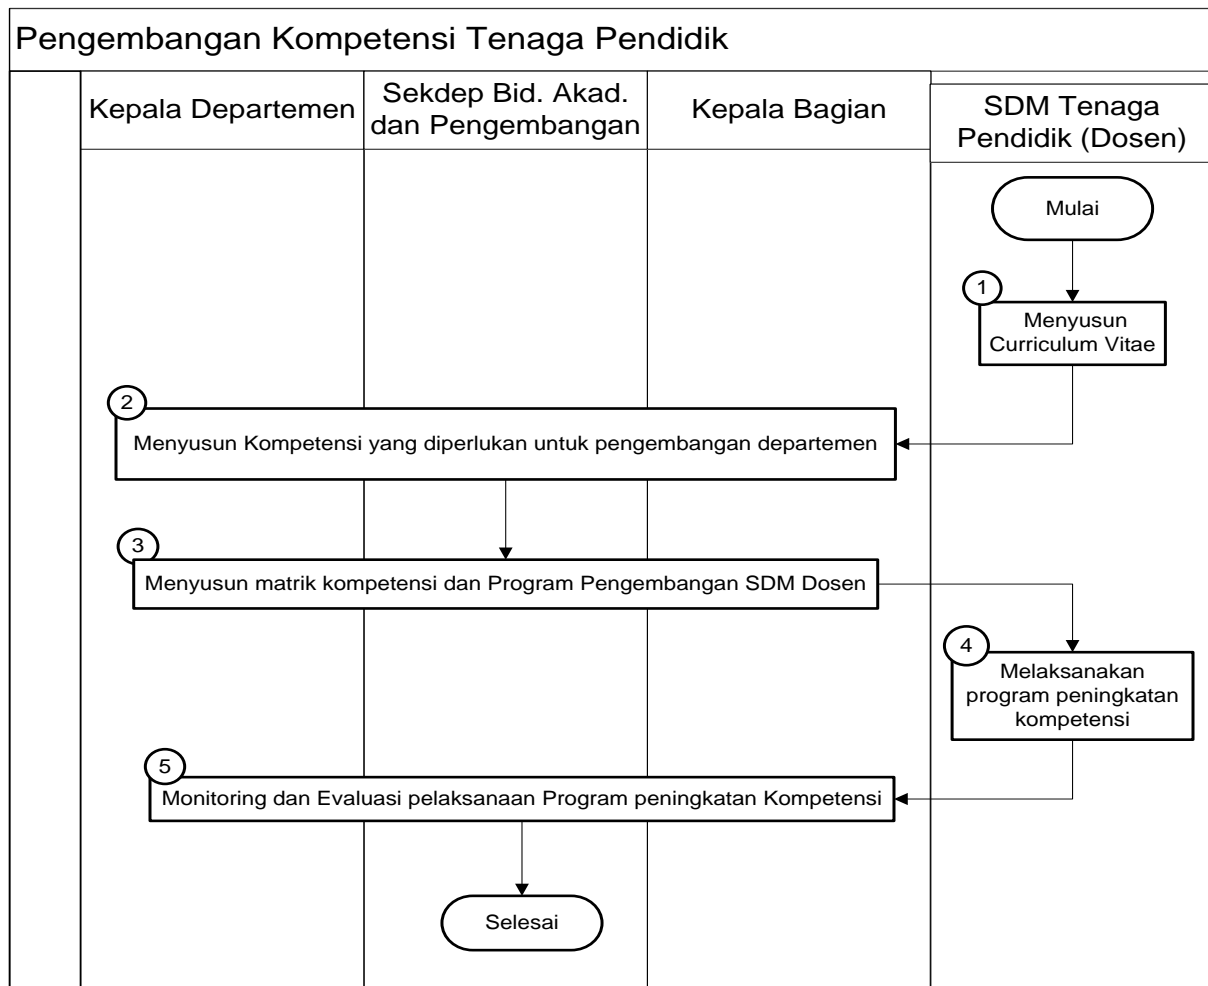 Pengembangan Kompetensi Tenaga Pendidik
Kepala Departemen
Sekdep Bid. Akad.
dan Pengembangan
Kepala Bagian
SDM Tenaga
Pendidik (Dosen)
Mulai
1
Menyusun
Curriculum Vitae
2
Menyusun Kompetensi yang diperlukan untuk pengembangan departemen
3
Menyusun matrik kompetensi dan Program Pengembangan SDM Dosen
4
Melaksanakan
program peningkatan
kompetensi
5
Monitoring dan Evaluasi pelaksanaan Program peningkatan Kompetensi
Selesai